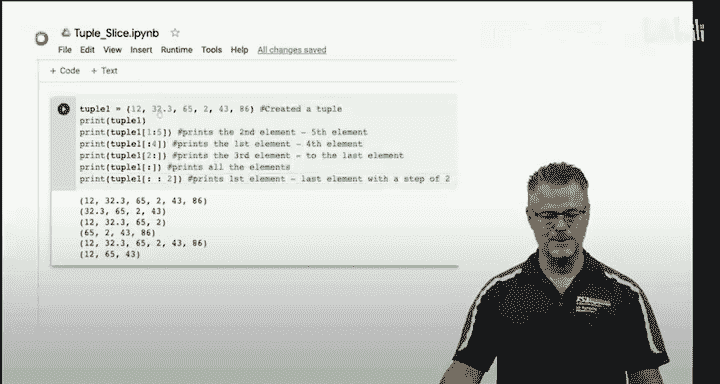 Tuple_Slice.ipynb
File Edit View Insert Runtime Tools Help All changes saved
+ Code + Text
tuple1 = (12, 32.3, 65, 2, 43, 86) #Created a tuple
print(tuple1)
print(tuple1[1:5]) #prints the 2nd element - 5th element
print(tuple1[:4]) #prints the 1st element - 4th element
print(tuple1[2:]) #prints the 3rd element - to the last element
print(tuple1[:]) #prints all the elements
print(tuple1[: : 2]) #prints 1st element - last element with a step of 2
(12, 32.3, 65, 2, 43, 86)
(32.3, 65, 2, 43)
(12, 32.3, 65, 2)
(65, 2, 43, 86)
(12, 32.3, 65, 2, 43, 86)
(12, 65, 43)